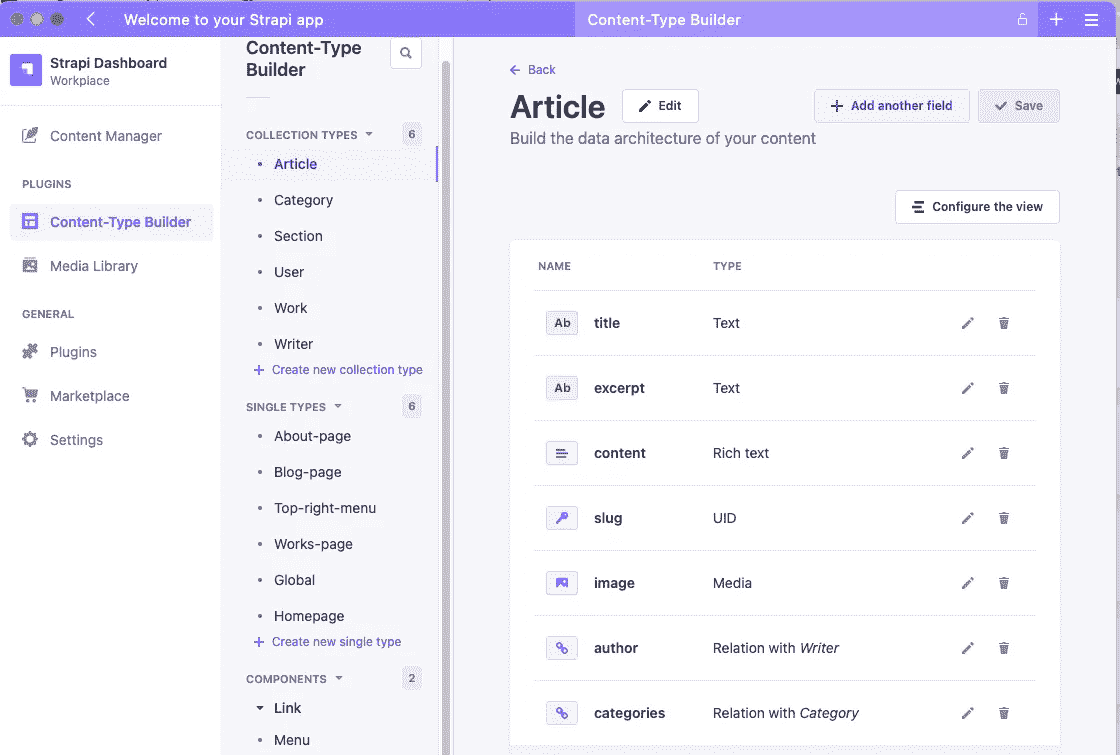 Welcome to your Strapi app
Content-Type Builder
Strapi Dashboard
Workplace
Content Manager
PLUGINS
Content-Type Builder
Media Library
GENERAL
Plugins
Marketplace
Settings
Content-Type
Builder
COLLECTION TYPES 6
Article
Category
Section
User
Work
Writer
Create new collection type
SINGLE TYPES 6
About-page
Blog-page
Top-right-menu
Works-page
Global
Homepage
Create new single type
COMPONENTS 2
Link
Menu
Back
Article
Edit
Add another field
Save
Build the data architecture of your content
Configure the view
NAME TYPE
Ab title Text
Ab excerpt Text
content Rich text
slug UID
image Media
author Relation with Writer
categories Relation with Category